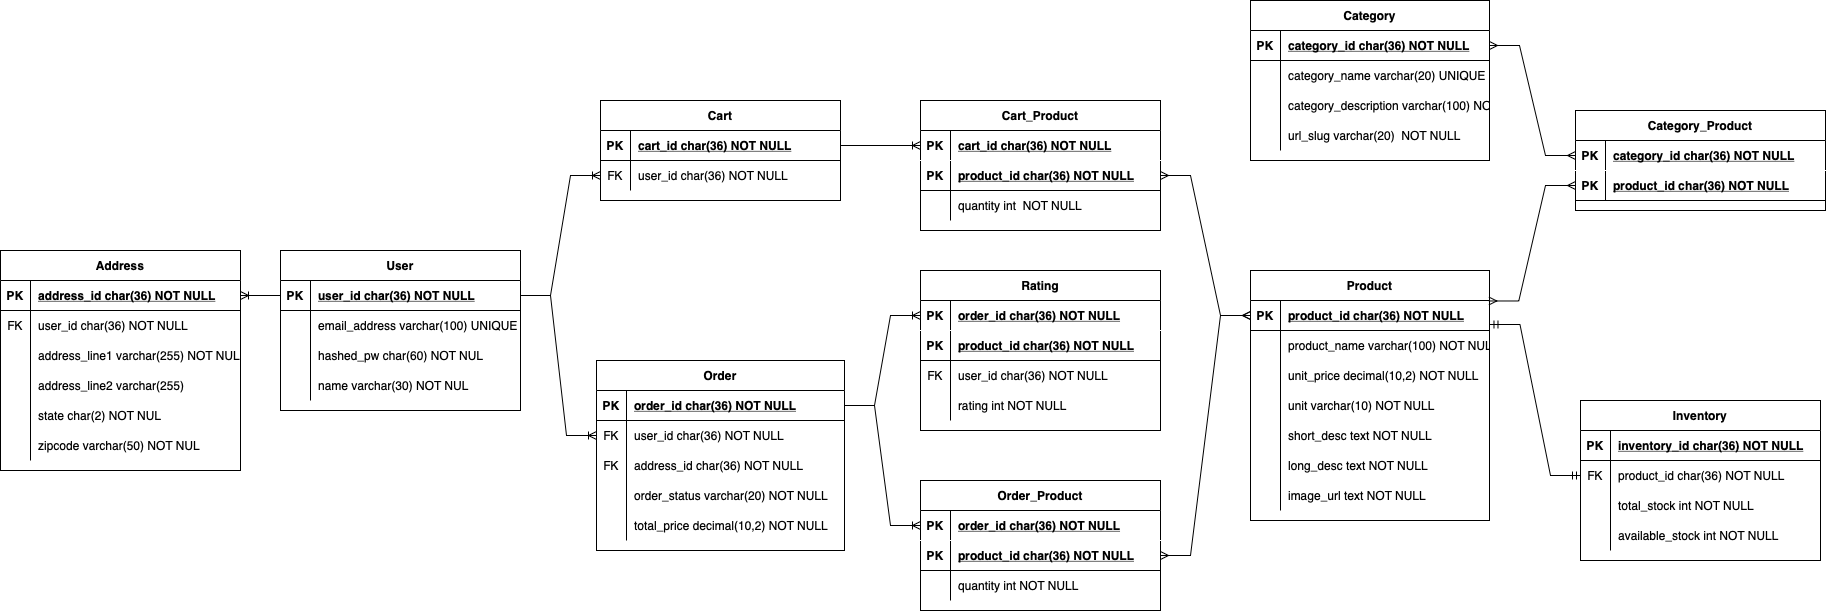 Address
PK address_id char(36) NOT NULL
FK user_id char(36) NOT NULL
address_line1 varchar(255) NOT NUL
address_line2 varchar(255)
state char(2) NOT NUL
zipcode varchar(50) NOT NUL
User
PK user_id char(36) NOT NULL
email_address varchar(100) UNIQUE
hashed_pw char(60) NOT NUL
name varchar(30) NOT NUL
Cart
PK cart_id char(36) NOT NULL
FK user_id char(36) NOT NULL
Order
PK order_id char(36) NOT NULL
FK user_id char(36) NOT NULL
FK address_id char(36) NOT NULL
order_status varchar(20) NOT NULL
total_price decimal(10,2) NOT NULL
Cart_Product
PK cart_id char(36) NOT NULL
PK product_id char(36) NOT NULL
quantity int NOT NULL
Rating
PK order_id char(36) NOT NULL
PK product_id char(36) NOT NULL
FK user_id char(36) NOT NULL
rating int NOT NULL
Order_Product
PK order_id char(36) NOT NULL
PK product_id char(36) NOT NULL
quantity int NOT NULL
Category
PK category_id char(36) NOT NULL
category_name varchar(20) UNIQUE
category_description varchar(100) NO
url_slug varchar(20) NOT NULL
Product
PK product_id char(36) NOT NULL
product_name varchar(100) NOT NUL
unit_price decimal(10,2) NOT NULL
unit varchar(10) NOT NULL
short_desc text NOT NULL
long_desc text NOT NULL
image_url text NOT NULL
Category_Product
PK category_id char(36) NOT NULL
PK product_id char(36) NOT NULL
Inventory
PK inventory_id char(36) NOT NULL
FK product_id char(36) NOT NULL
total_stock int NOT NULL
available_stock int NOT NULL